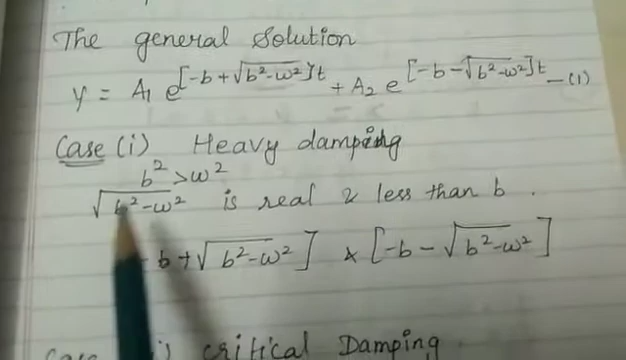 The general solution
y = A₁ e^[-b + √b²-ω²]t + A₂ e^[-b - √b²-ω²]t —(1)
Case (i) Heavy damping
b² > ω²
√b²-ω² is real & less than b .
- b + √b²-ω² ] & [-b - √b²-ω² ]
) critical Damping